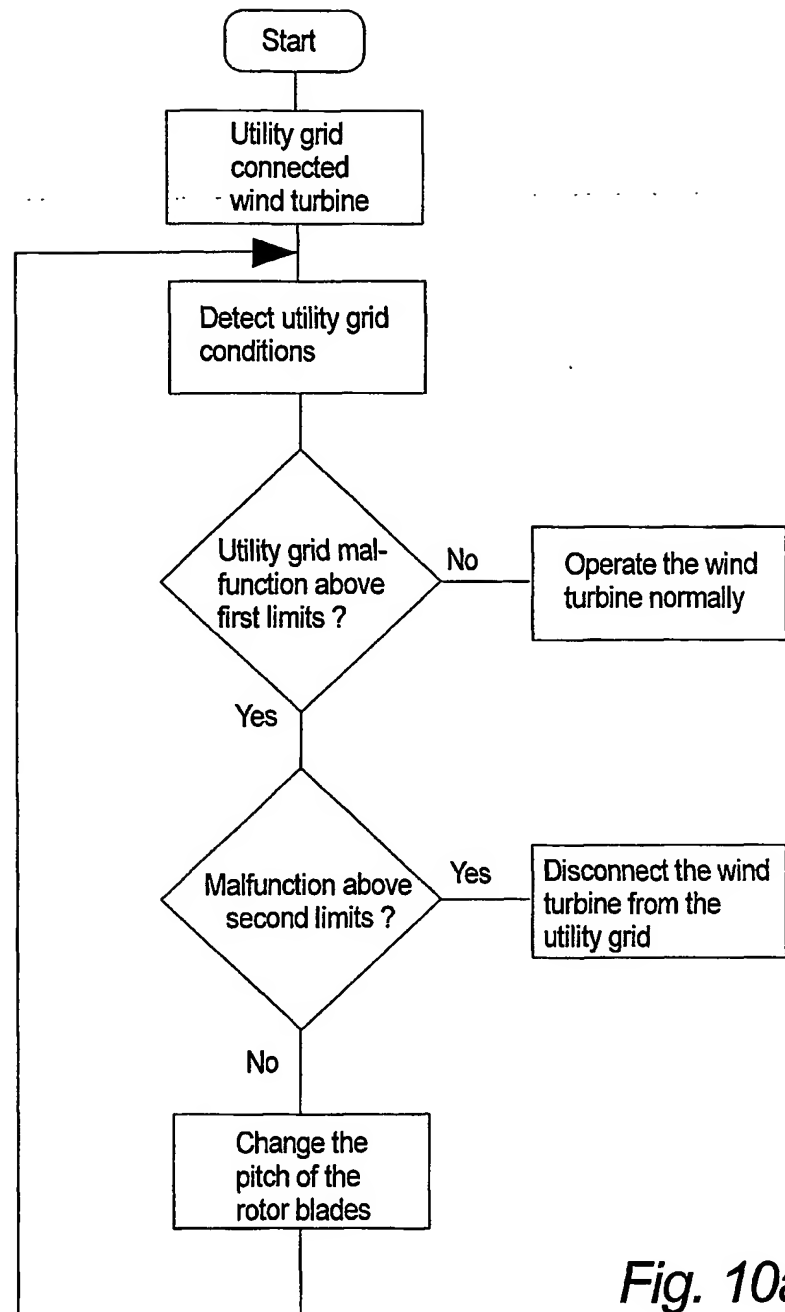 Start
Utility grid
connected
wind turbine
Detect utility grid
conditions
Utility grid mal-
function above
first limits ?
No
Operate the wind
turbine normally
Yes
Malfunction above
second limits ?
Yes
Disconnect the wind
turbine from the
utility grid
No
Change the
pitch of the
rotor blades
Fig. 10a